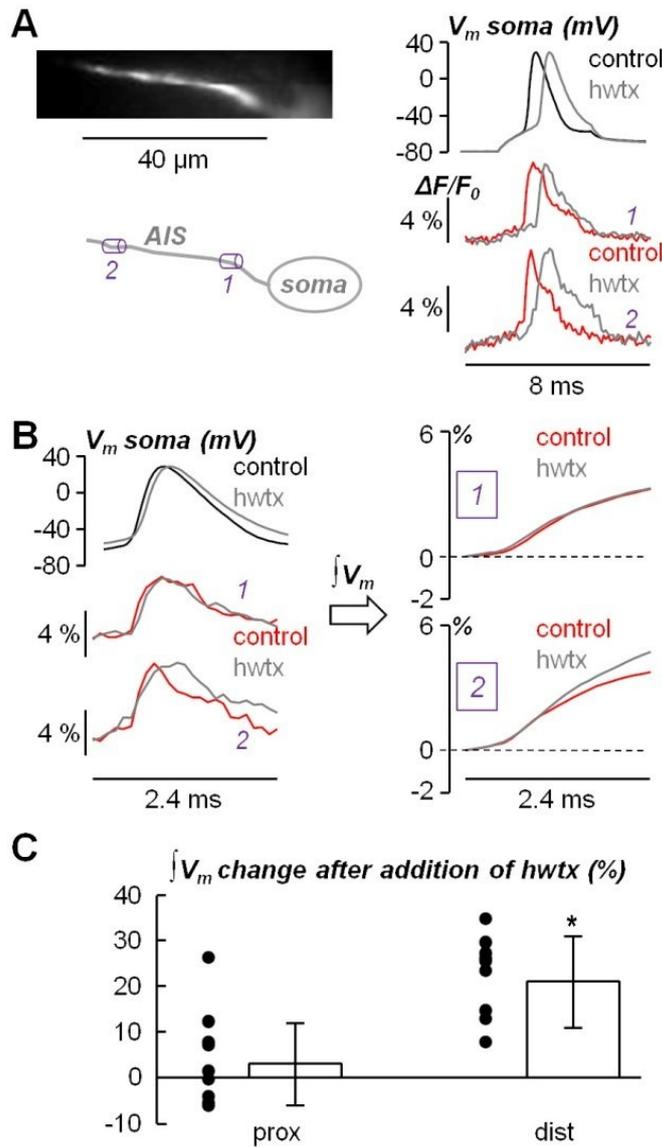 A
40 µm
AIS
2
1
soma
V_m soma (mV)
40
0
-40
-80
control
hwtx
ΔF/F₀
4 %
1
control
hwtx
4 %
2
8 ms
B
V_m soma (mV)
40
0
-40
-80
control
hwtx
4 %
1
control
hwtx
4 %
2
2.4 ms
∫V_m
6
%
control
hwtx
1
0
-2
6
%
control
hwtx
2
0
-2
2.4 ms
C
∫V_m change after addition of hwtx (%)
40
30
20
10
0
-10
*
prox
dist